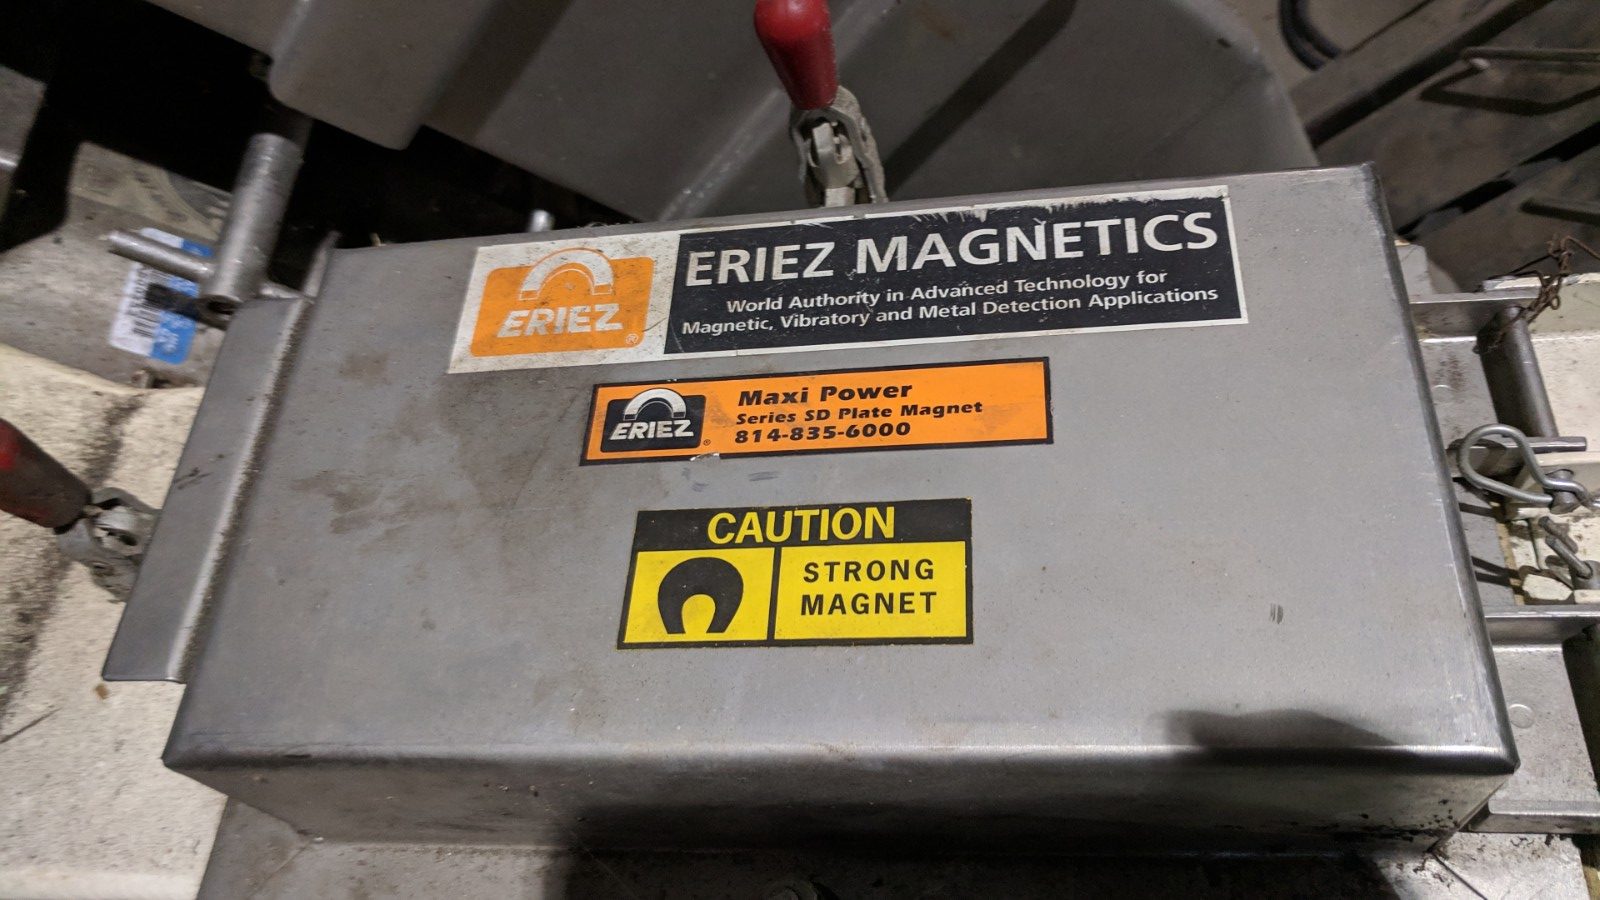 ERIEZ MAGNETICS
World Authority in Advanced Technology for
Magnetic, Vibratory and Metal Detection Applications
ERIEZ®
Maxi Power
Series SD Plate Magnet
814-835-6000
ERIEZ®
CAUTION
STRONG
MAGNET